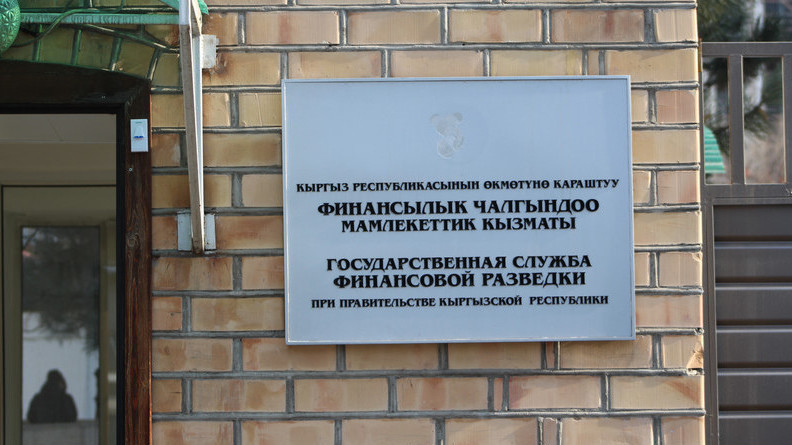 КЫРГЫЗ РЕСПУБЛИКАСЫНЫН ӨКМӨТҮНӨ КАРАШТУУ
ФИНАНСЫЛЫК ЧАЛГЫНДОО
МАМЛЕКЕТТИК КЫЗМАТЫ
ГОСУДАРСТВЕННАЯ СЛУЖБА
ФИНАНСОВОЙ РАЗВЕДКИ
ПРИ ПРАВИТЕЛЬСТВЕ КЫРГЫЗСКОЙ РЕСПУБЛИКИ